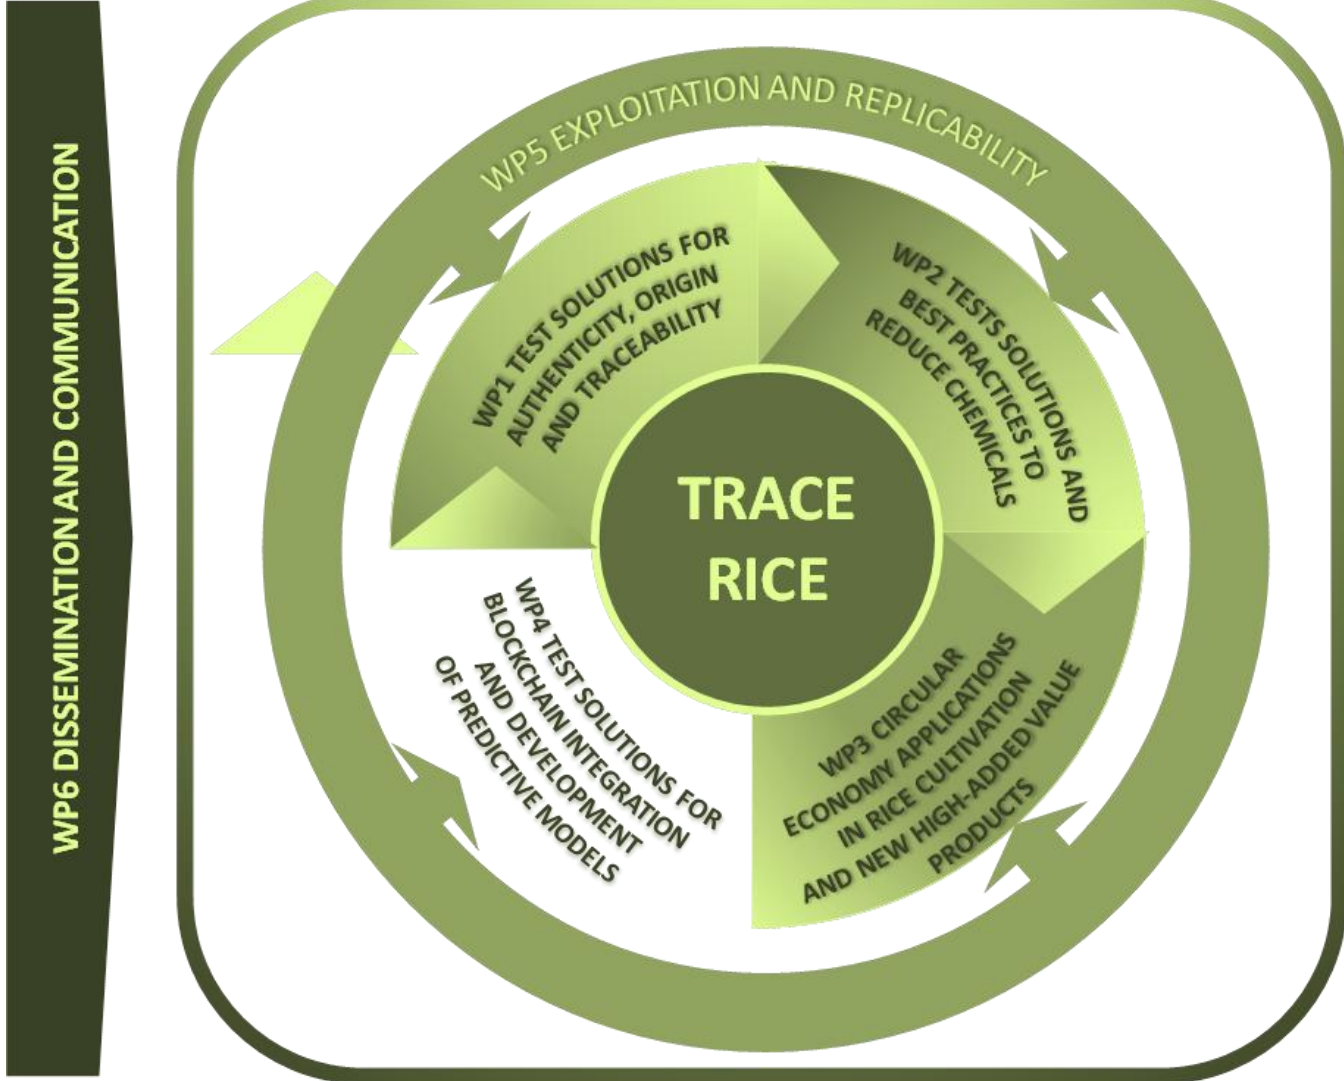 WP6 DISSEMINATION AND COMMUNICATION
WP5 EXPLOITATION AND REPLICABILITY
WP1 TEST SOLUTIONS FOR
AUTHENTICITY, ORIGIN
AND TRACEABILITY
WP2 TESTS SOLUTIONS AND
BEST PRACTICES TO
REDUCE CHEMICALS
TRACE
RICE
WP3 CIRCULAR
ECONOMY APPLICATIONS
IN RICE CULTIVATION
AND NEW HIGH-ADDED VALUE
PRODUCTS
WP4 TEST SOLUTIONS FOR
BLOCKCHAIN INTEGRATION
AND DEVELOPMENT
OF PREDICTIVE MODELS